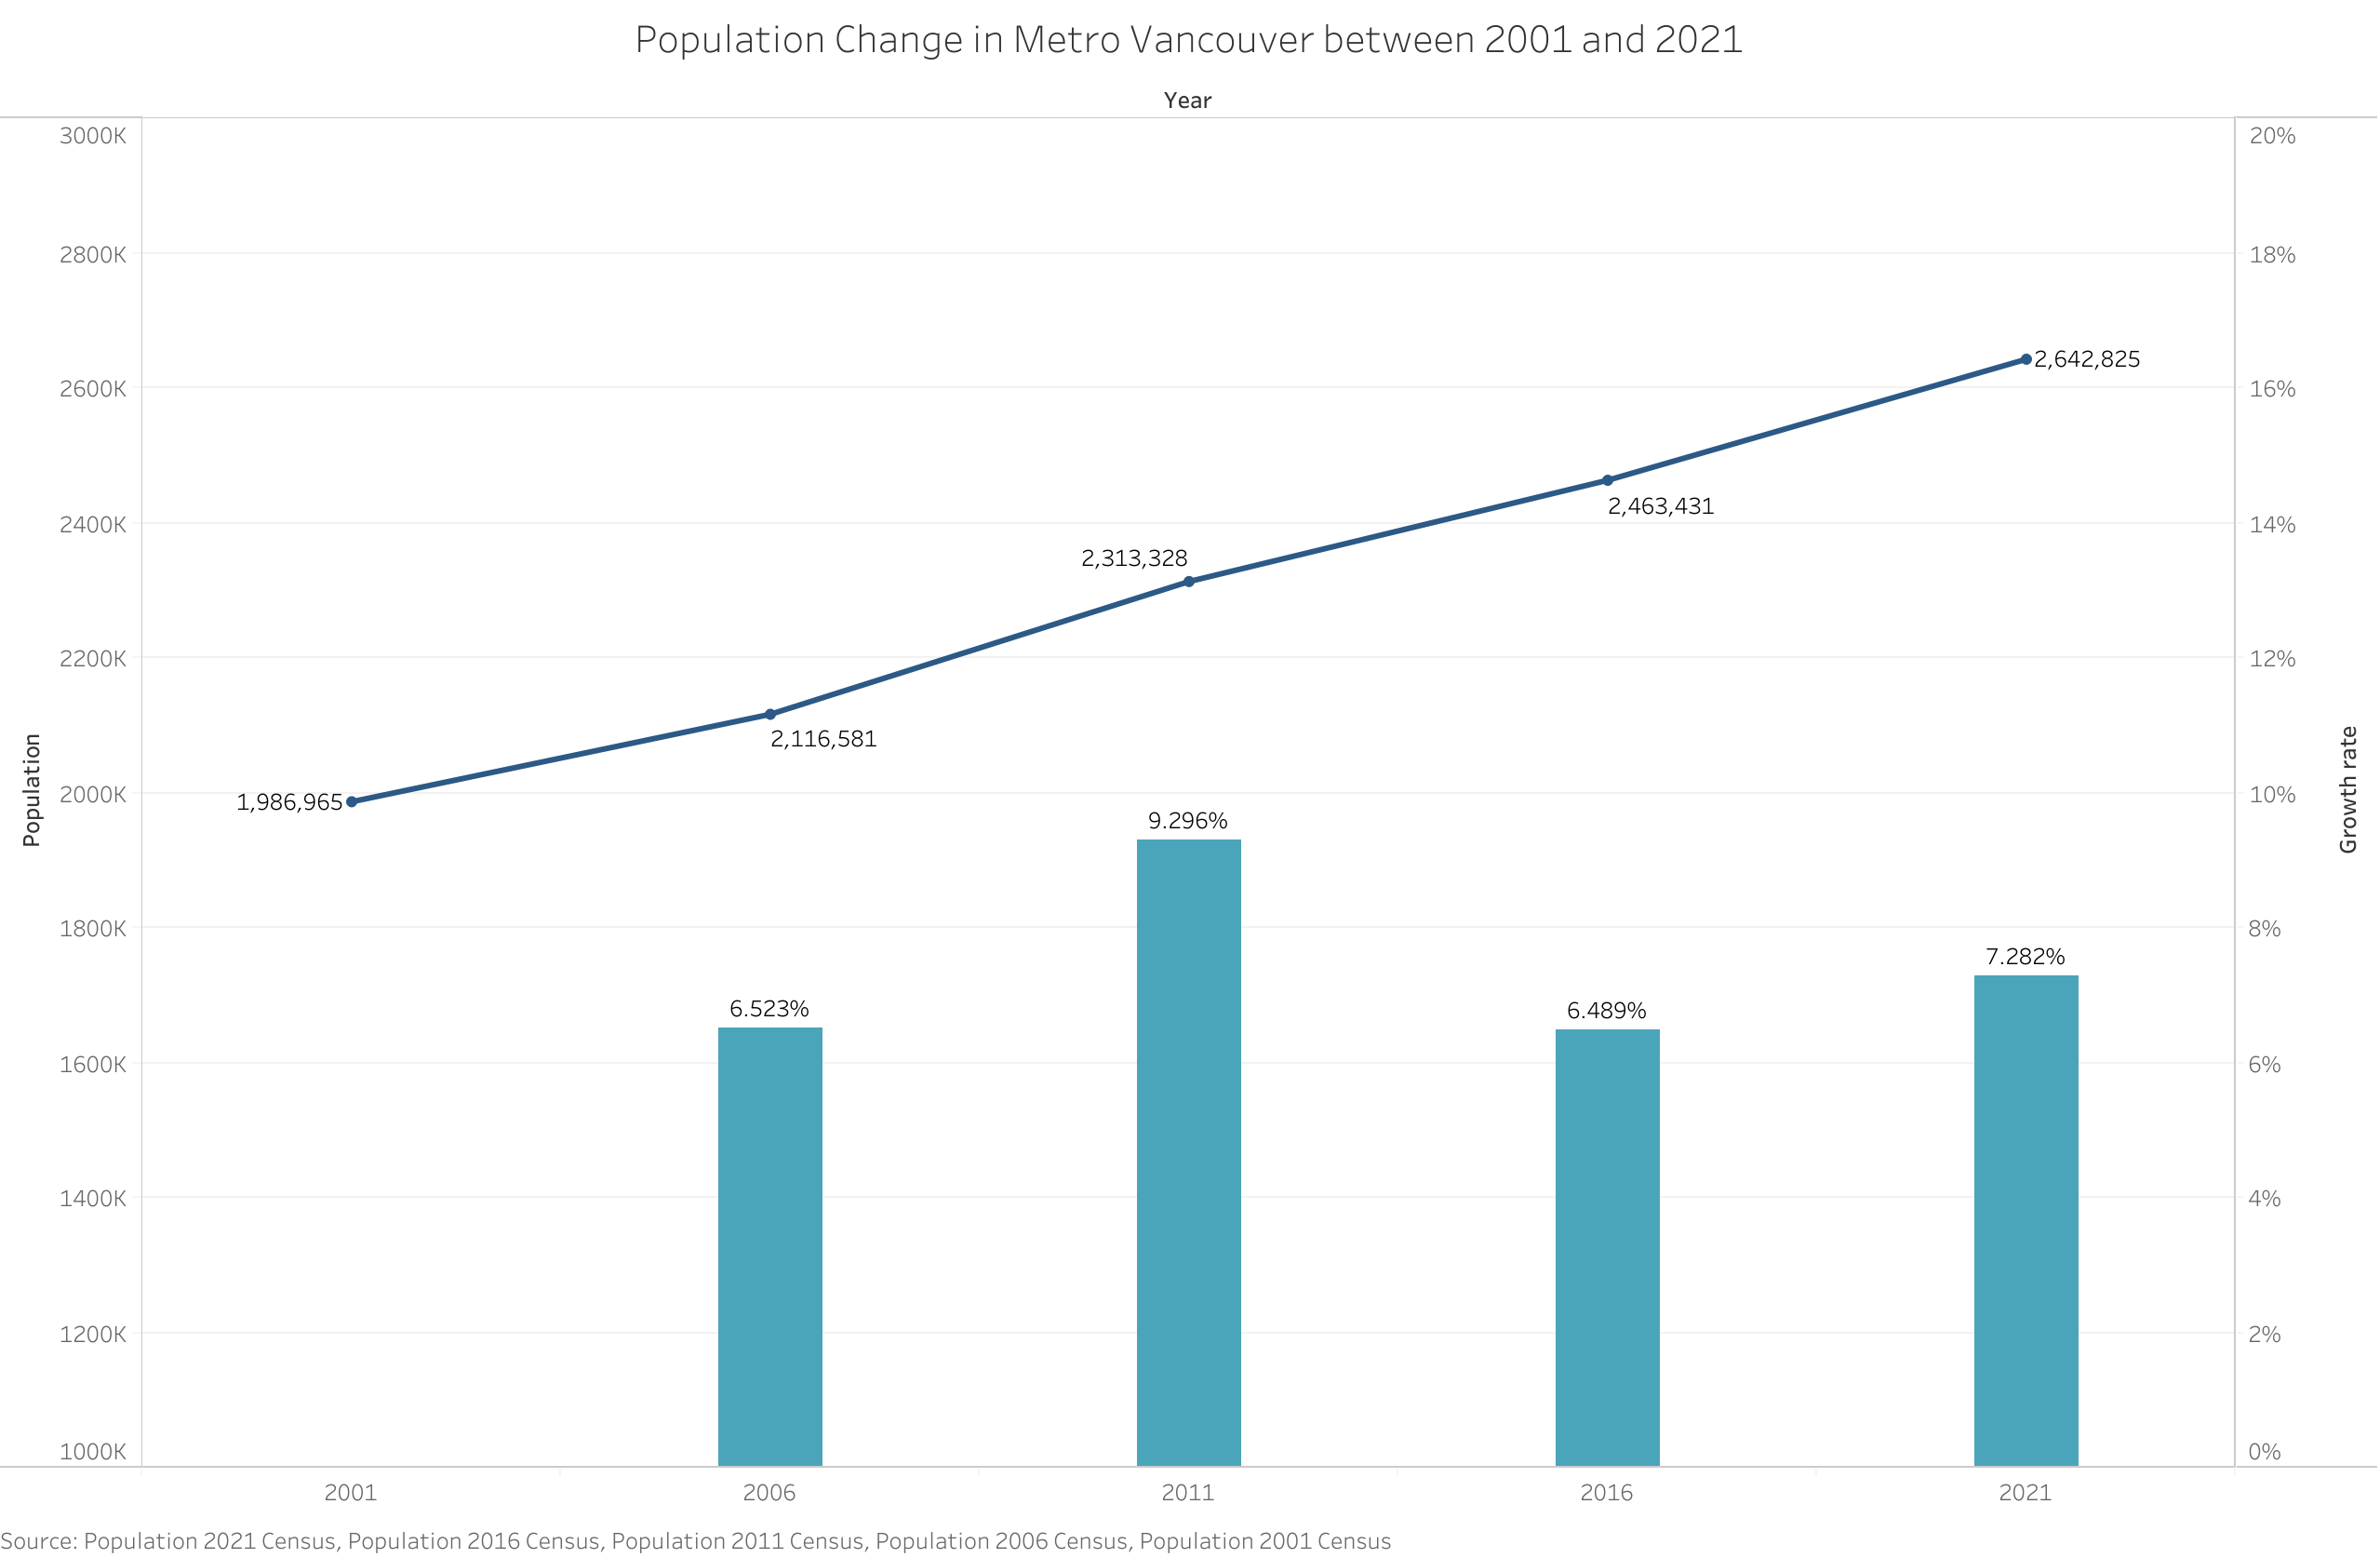 Population Change in Metro Vancouver between 2001 and 2021
Year
3000K
2800K
2600K
2400K
2200K
2000K
1800K
1600K
1400K
1200K
1000K
Population
20%
18%
16%
14%
12%
10%
8%
6%
4%
2%
0%
Growth rate
1,986,965
2,116,581
2,313,328
2,463,431
2,642,825
6.523%
9.296%
6.489%
7.282%
2001 2006 2011 2016 2021
Source: Population 2021 Census, Population 2016 Census, Population 2011 Census, Population 2006 Census, Population 2001 Census